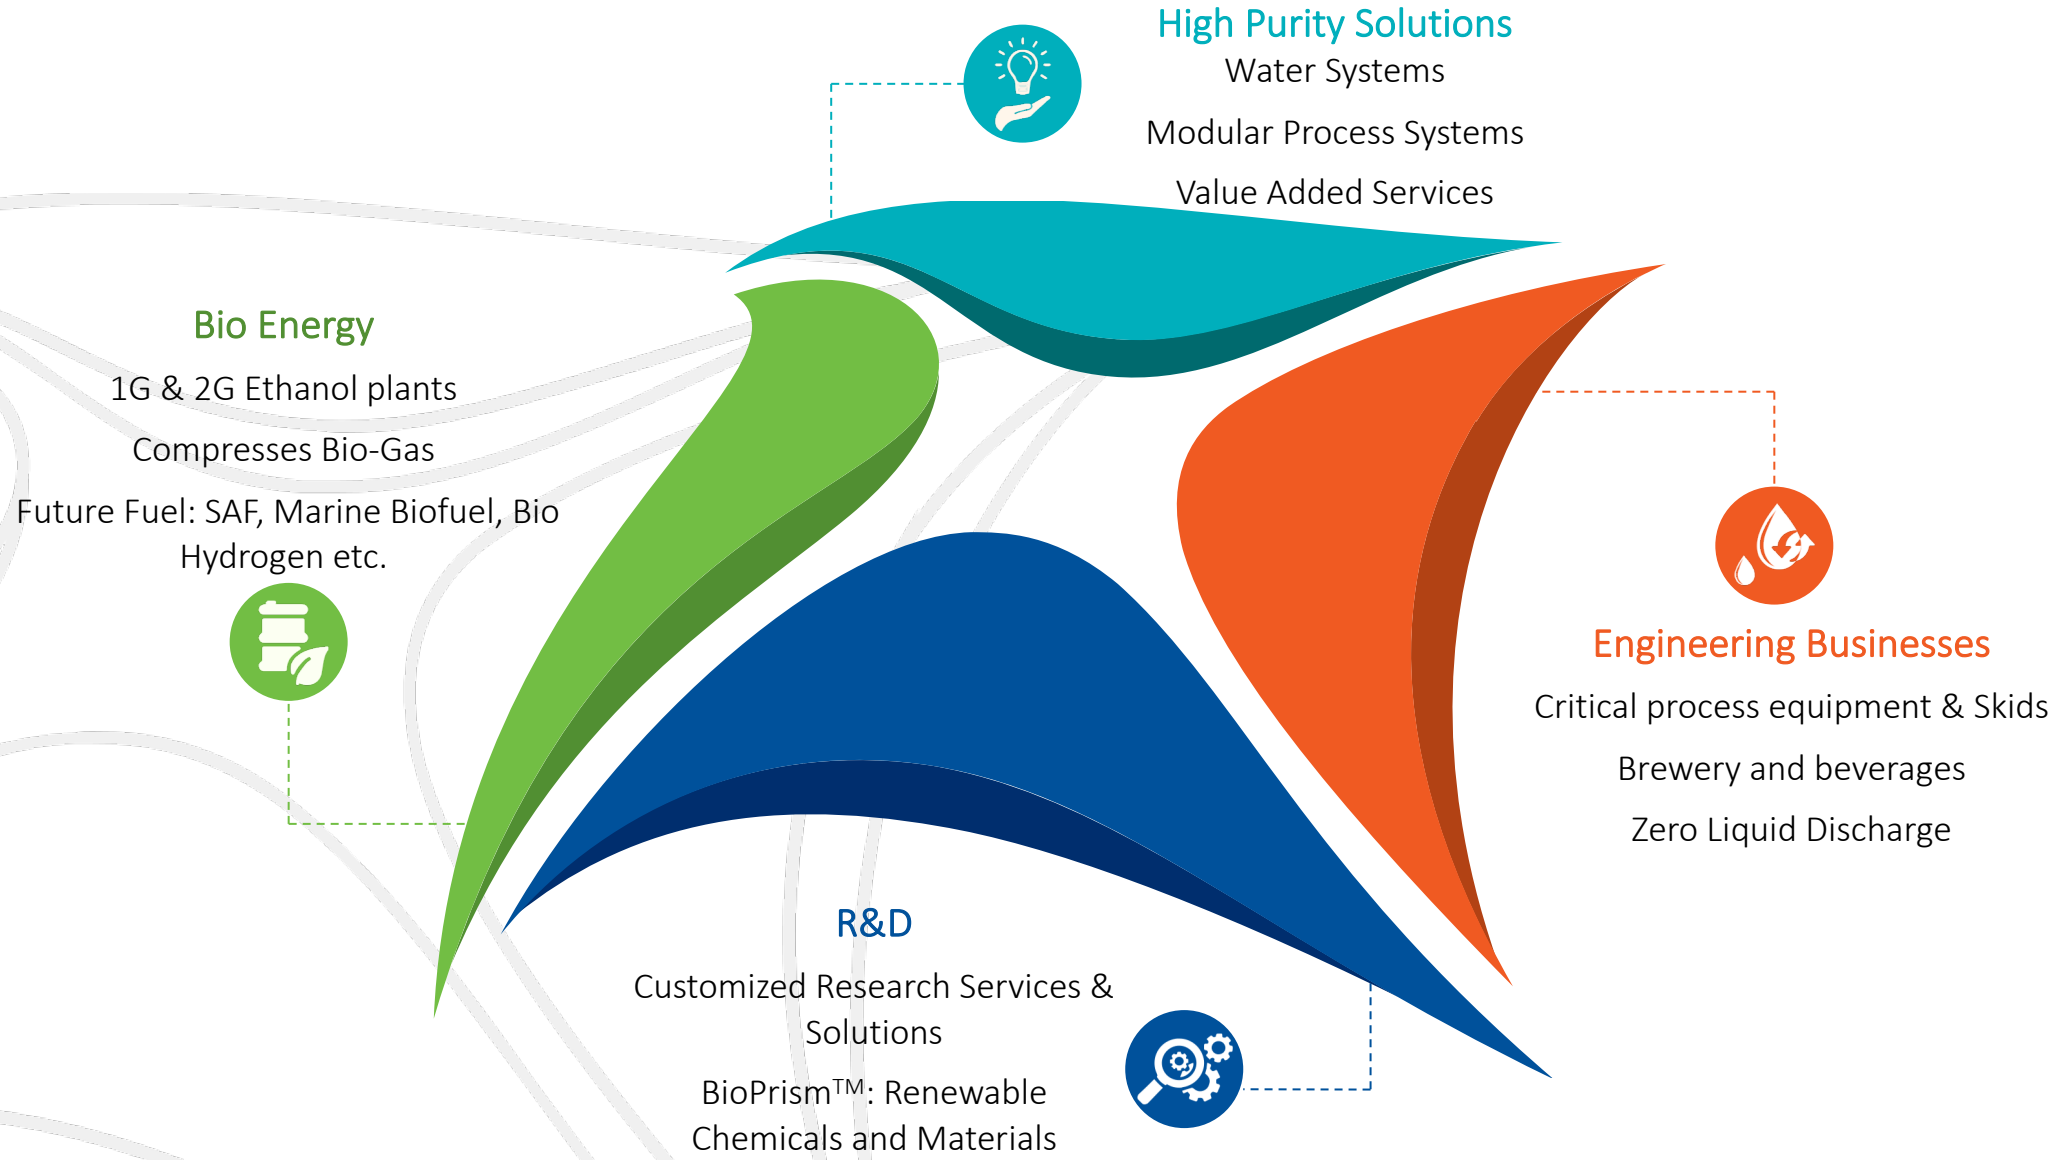 High Purity Solutions
Water Systems
Modular Process Systems
Value Added Services
Bio Energy
1G & 2G Ethanol plants
Compresses Bio-Gas
Future Fuel: SAF, Marine Biofuel, Bio
Hydrogen etc.
Engineering Businesses
Critical process equipment & Skids
Brewery and beverages
Zero Liquid Discharge
R&D
Customized Research Services &
Solutions
BioPrism™: Renewable
Chemicals and Materials